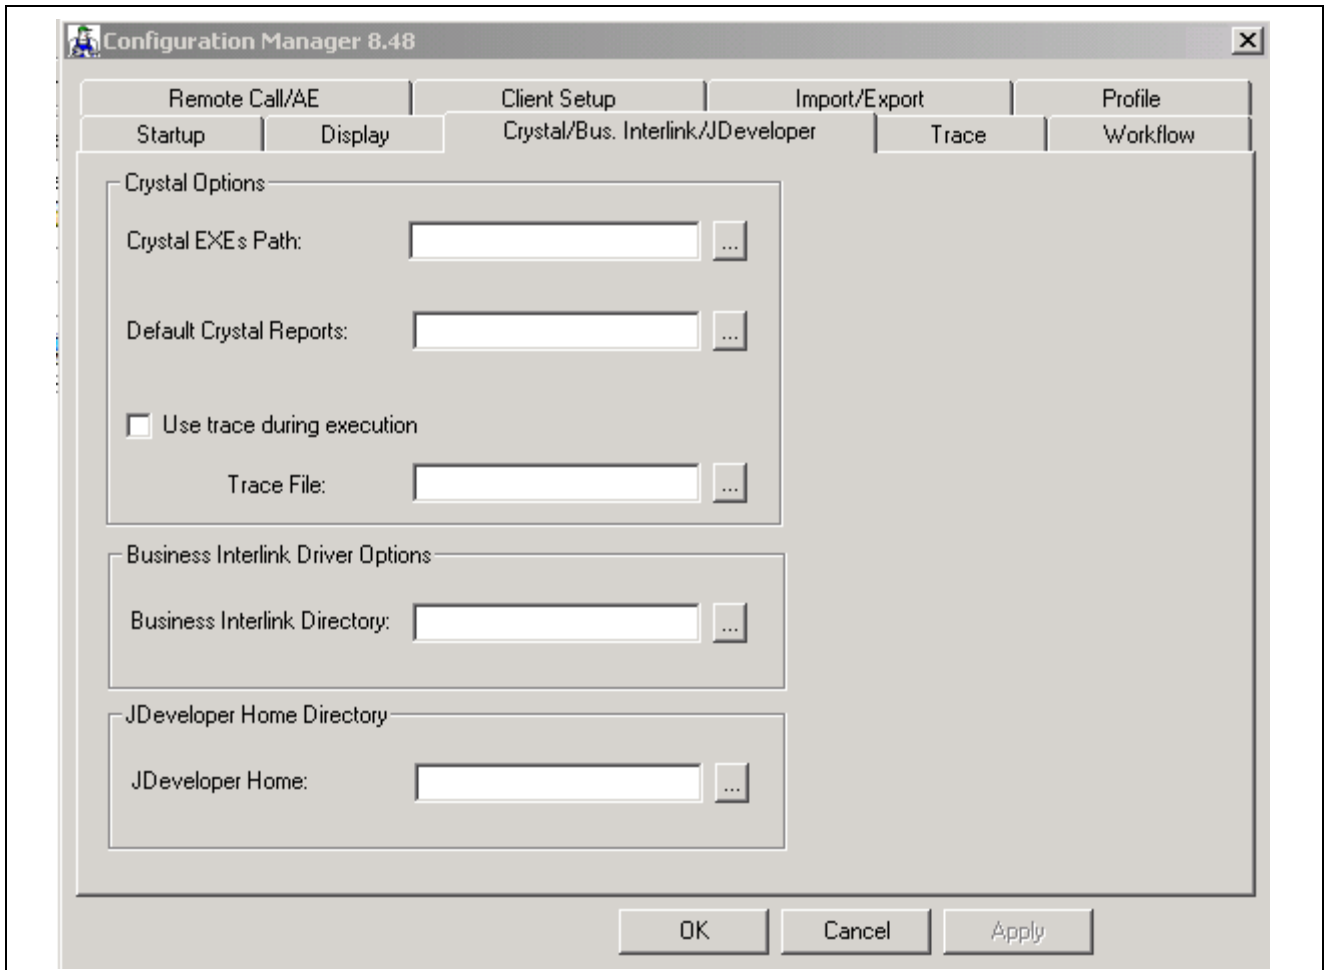 Configuration Manager 8.48
Remote Call/AE Client Setup Import/Export Profile
Startup Display Crystal/Bus. Interlink/JDeveloper Trace Workflow
Crystal Options
Crystal EXEs Path: ...
Default Crystal Reports: ...
Use trace during execution
Trace File: ...
Business Interlink Driver Options
Business Interlink Directory: ...
JDeveloper Home Directory
JDeveloper Home: ...
OK Cancel Apply